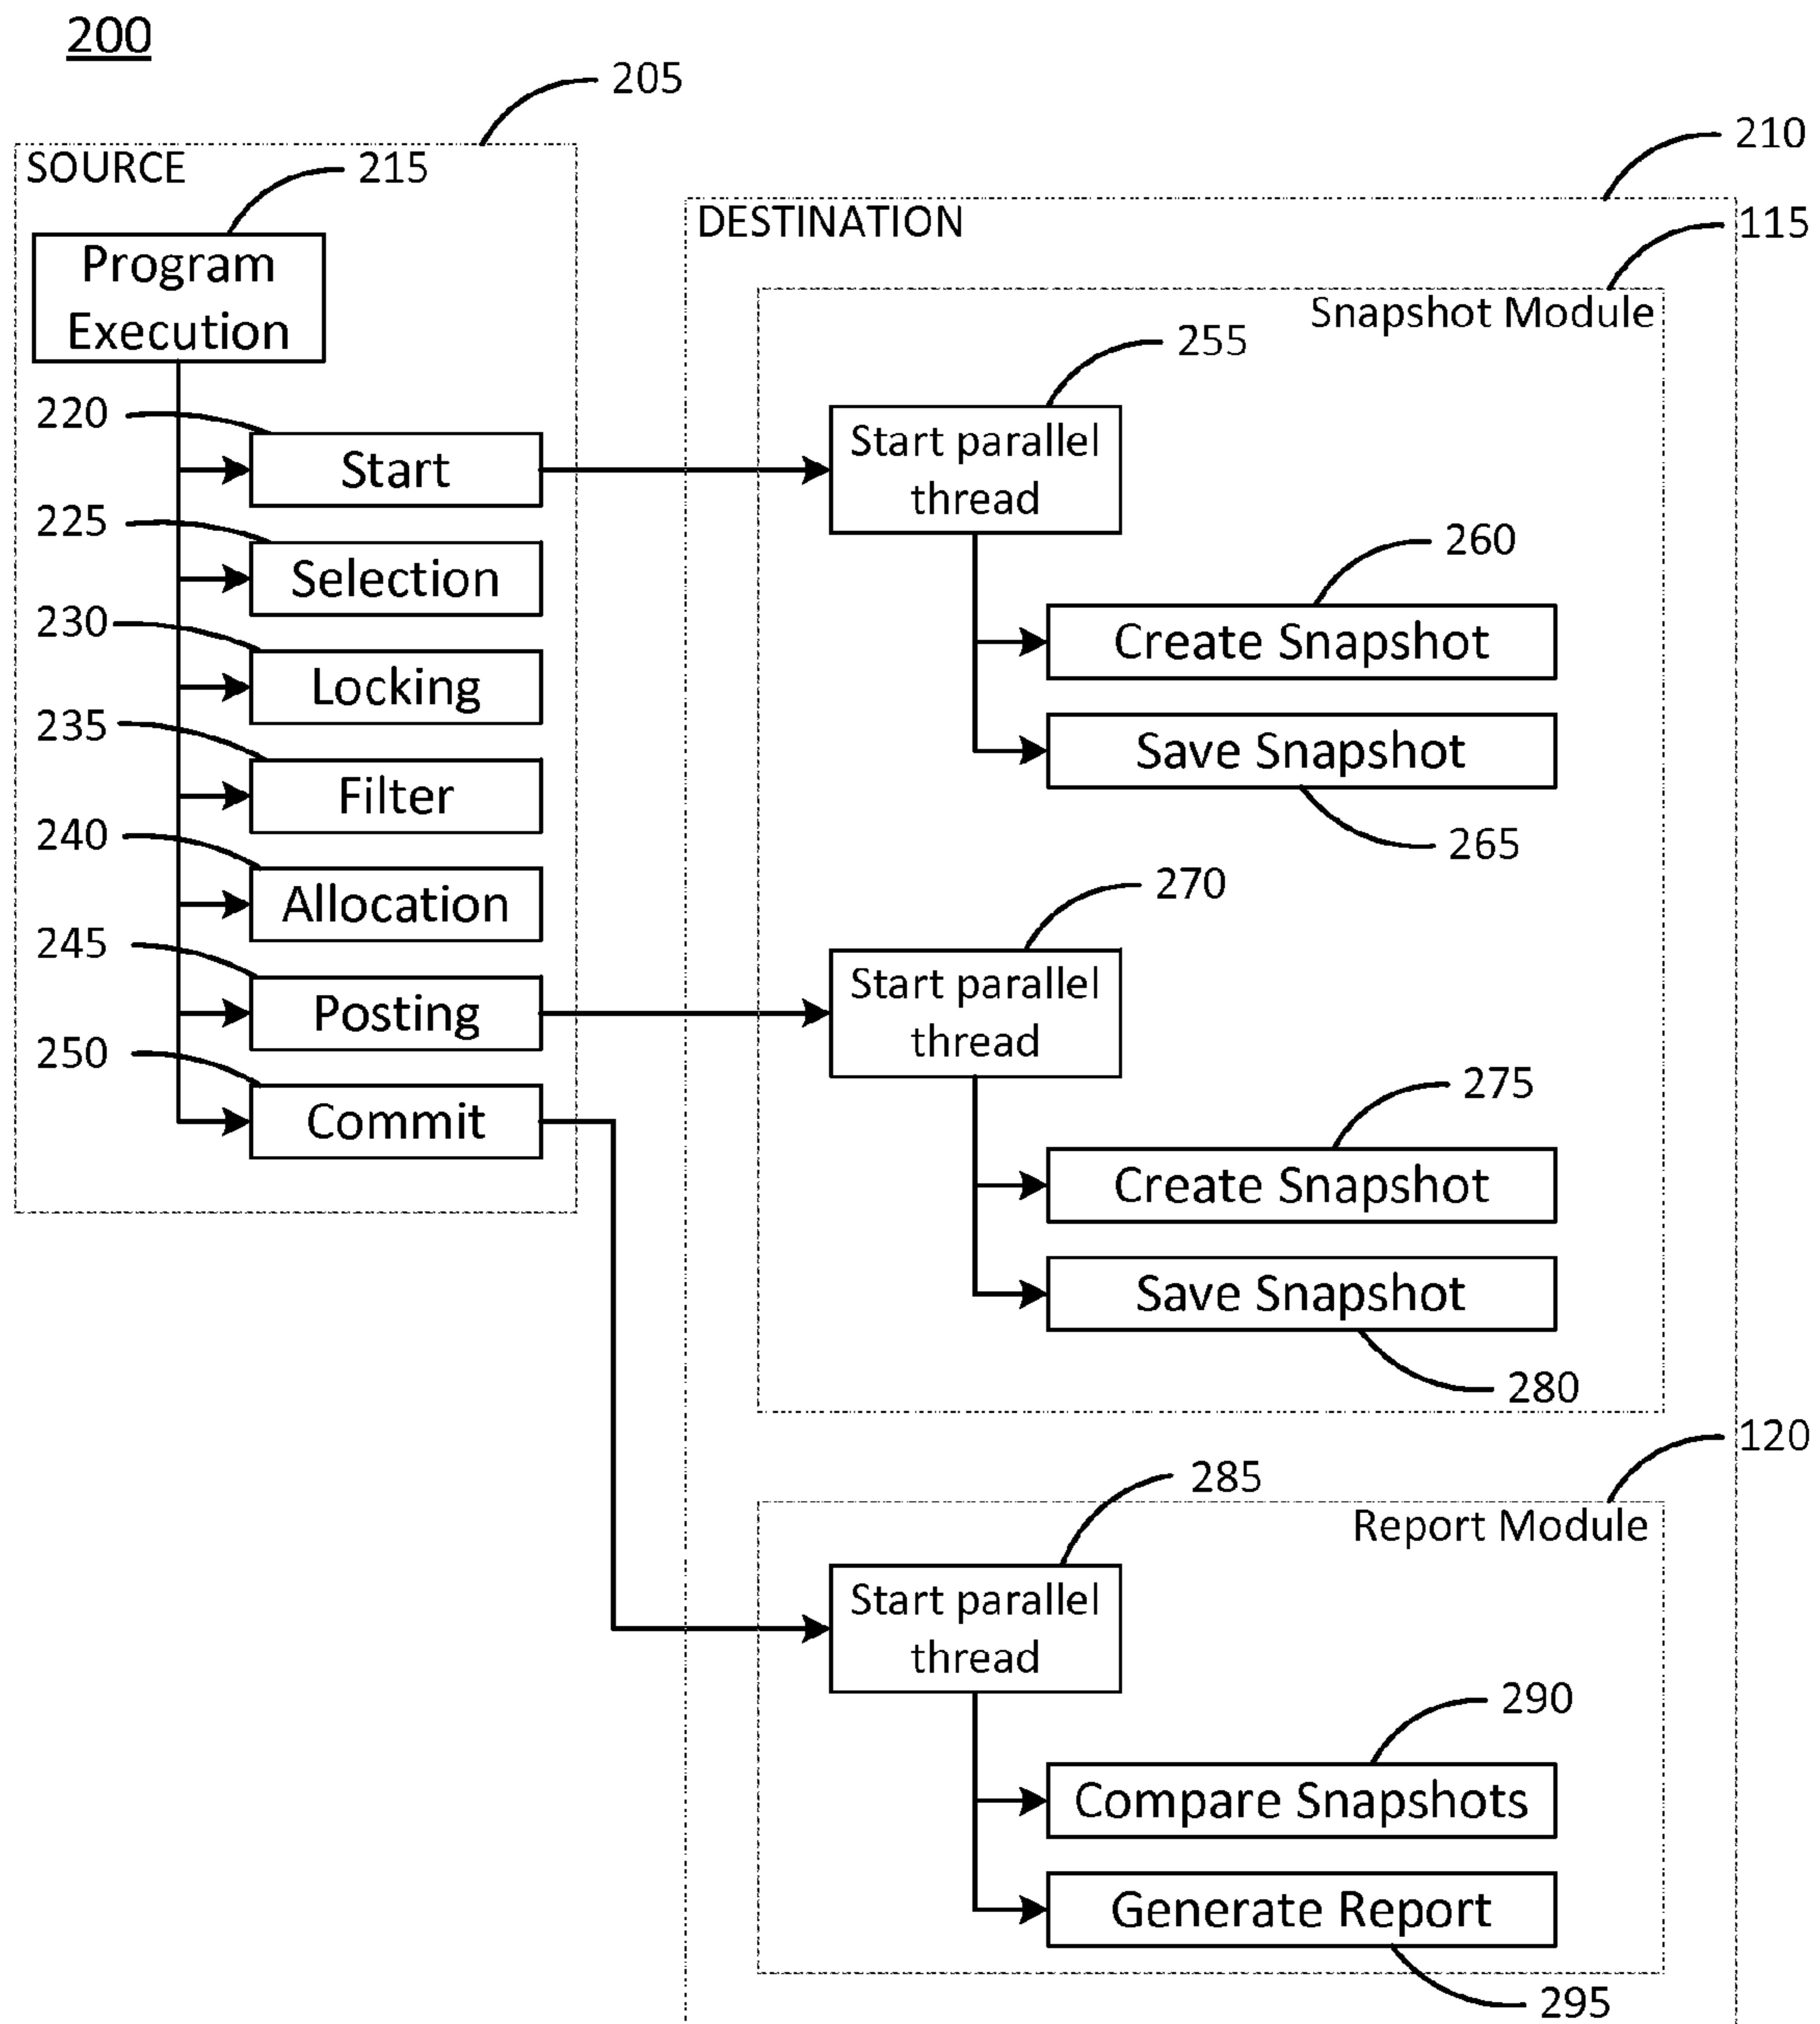 200
205
210
SOURCE
215
DESTINATION
115
Program
Execution
Snapshot Module
255
220
Start
Start parallel
thread
225
Selection
260
Create Snapshot
230
Locking
235
Save Snapshot
Filter
265
240
Allocation
270
245
Posting
Start parallel
thread
250
Commit
275
Create Snapshot
Save Snapshot
280
120
285
Report Module
Start parallel
thread
290
Compare Snapshots
Generate Report
295